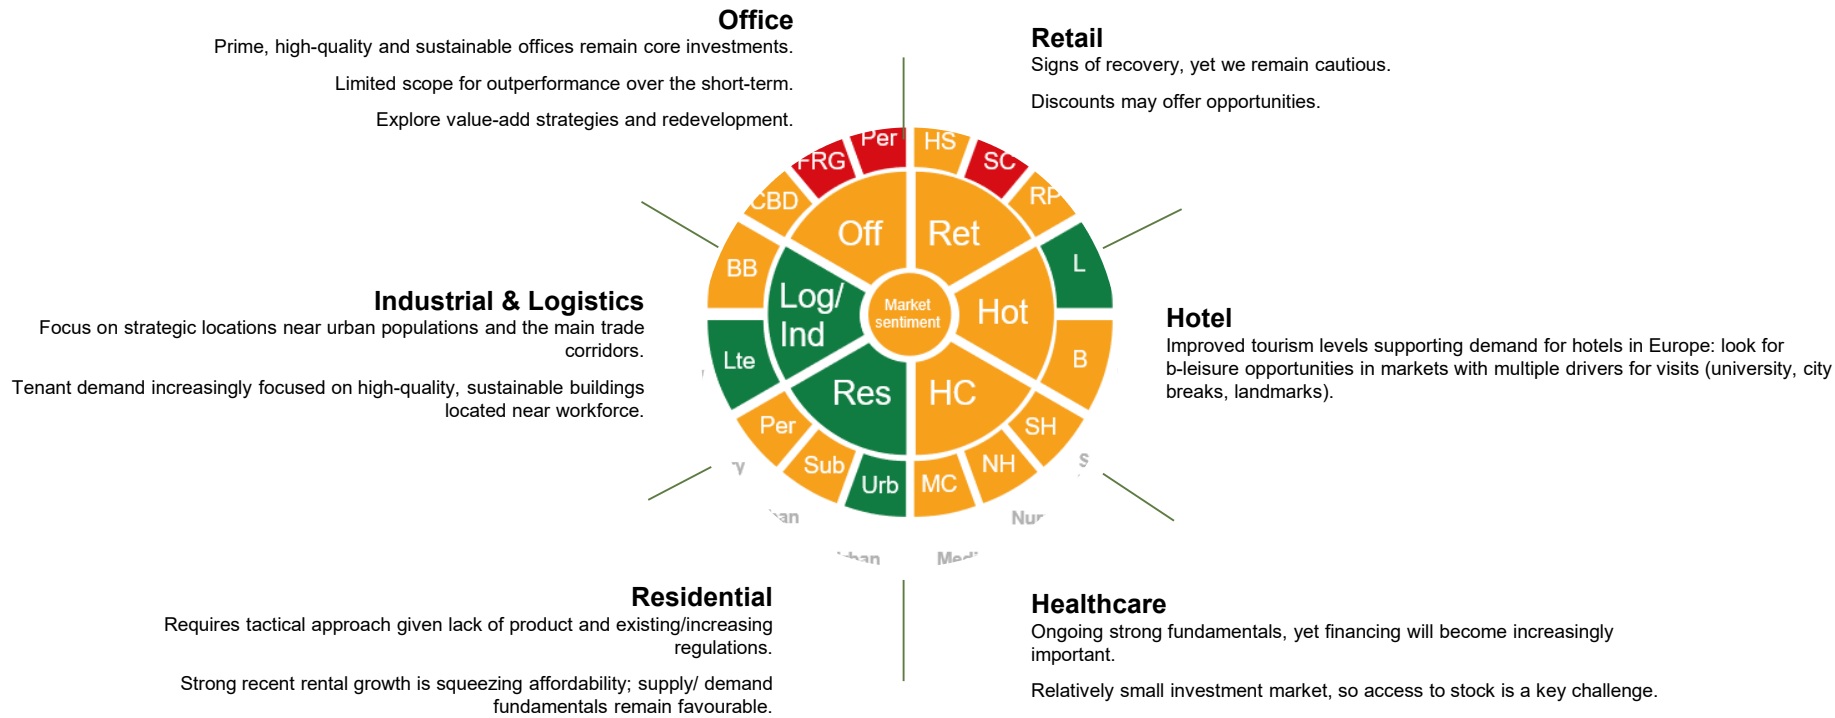 Office
Prime, high-quality and sustainable offices remain core investments.
Limited scope for outperformance over the short-term.
Explore value-add strategies and redevelopment.
Retail
Signs of recovery, yet we remain cautious.
Discounts may offer opportunities.
Industrial & Logistics
Focus on strategic locations near urban populations and the main trade
corridors.
Tenant demand increasingly focused on high-quality, sustainable buildings
located near workforce.
Per
HS
FRG
SC
CBD
RP
Off
Ret
BB
L
Log/
Ind
Market
sentiment
Hot
Lte
B
Res
HC
Per
SH
Sub
NH
Urb
MC
Hotel
Improved tourism levels supporting demand for hotels in Europe: look for
b-leisure opportunities in markets with multiple drivers for visits (university, city
breaks, landmarks).
Residential
Requires tactical approach given lack of product and existing/increasing
regulations.
Strong recent rental growth is squeezing affordability; supply/ demand
fundamentals remain favourable.
Healthcare
Ongoing strong fundamentals, yet financing will become increasingly
important.
Relatively small investment market, so access to stock is a key challenge.